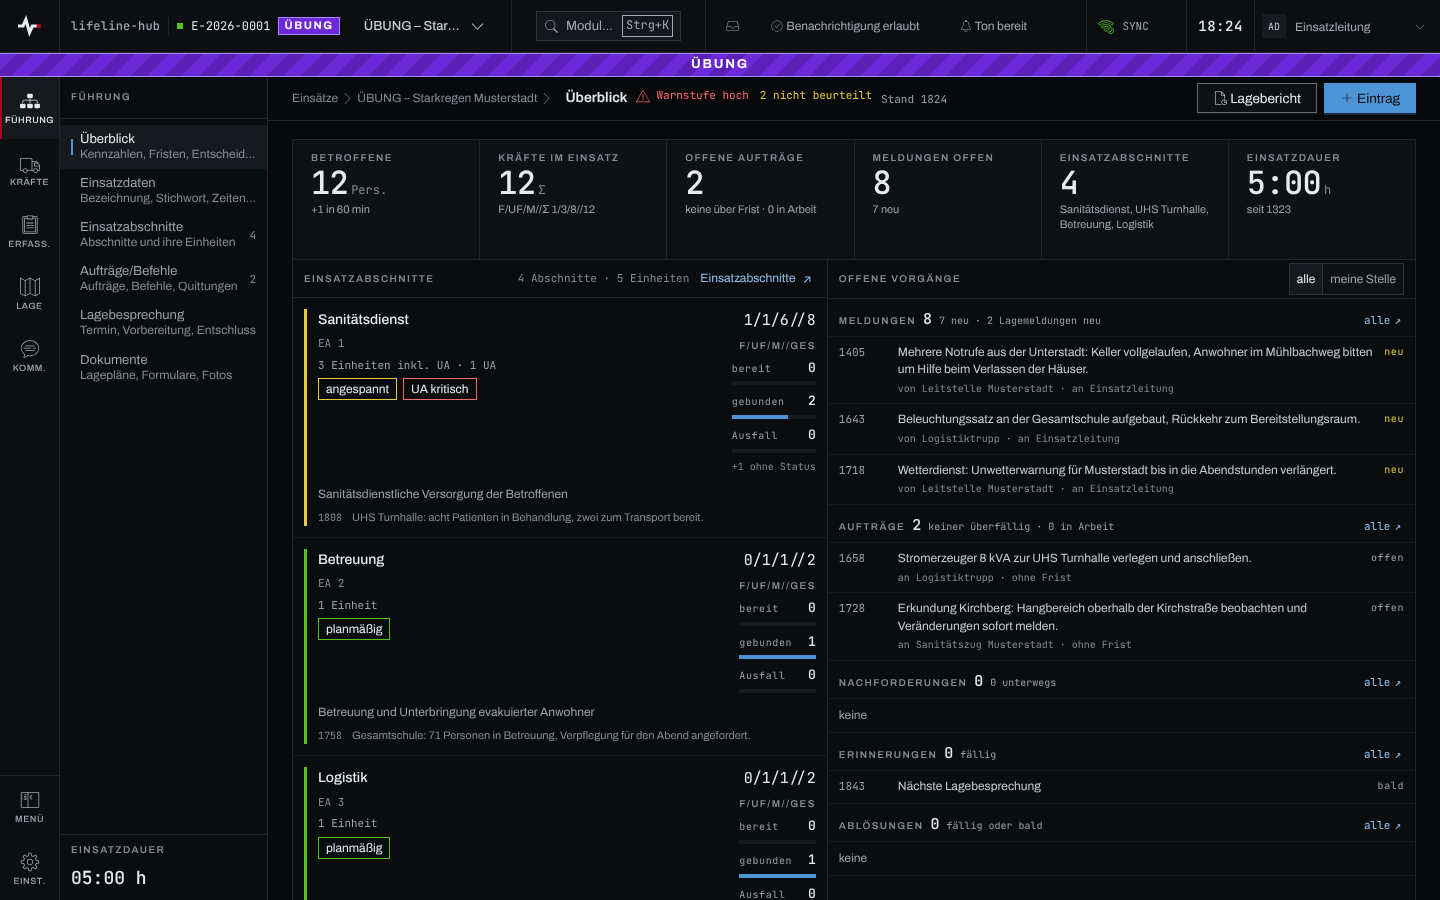 lifeline-hub
E-2026-0001 ÜBUNG
ÜBUNG – Star...
Modul... Strg+K
Benachrichtigung erlaubt
Ton bereit
SYNC
18:24
AD Einsatzleitung
ÜBUNG
FÜHRUNG
KRÄFTE
ERFASS.
LAGE
KOMM.
MENÜ
EINST.
FÜHRUNG
Überblick
Kennzahlen, Fristen, Entscheid...
Einsatzdaten
Bezeichnung, Stichwort, Zeiten...
Einsatzabschnitte
Abschnitte und ihre Einheiten 4
Aufträge/Befehle
Aufträge, Befehle, Quittungen 2
Lagebesprechung
Termin, Vorbereitung, Entschluss
Dokumente
Lagepläne, Formulare, Fotos
EINSATZDAUER
05:00 h
Einsätze ÜBUNG – Starkregen Musterstadt Überblick Warnstufe hoch 2 nicht beurteilt Stand 1824
Lagebericht
+ Eintrag
BETROFFENE
12 Pers.
+1 in 60 min
KRÄFTE IM EINSATZ
12 Σ
F/UF/M//Σ 1/3/8//12
OFFENE AUFTRÄGE
2
keine über Frist · 0 in Arbeit
MELDUNGEN OFFEN
8
7 neu
EINSATZABSCHNITTE
4
Sanitätsdienst, UHS Turnhalle,
Betreuung, Logistik
EINSATZDAUER
5:00 h
seit 1323
EINSATZABSCHNITTE 4 Abschnitte · 5 Einheiten Einsatzabschnitte ↗
Sanitätsdienst 1/1/6//8
EA 1 F/UF/M//GES
3 Einheiten inkl. UA · 1 UA
angespannt UA kritisch
bereit 0
gebunden 2
Ausfall 0
+1 ohne Status
Sanitätsdienstliche Versorgung der Betroffenen
1808 UHS Turnhalle: acht Patienten in Behandlung, zwei zum Transport bereit.
Betreuung 0/1/1//2
EA 2 F/UF/M//GES
1 Einheit
planmäßig
bereit 0
gebunden 1
Ausfall 0
Betreuung und Unterbringung evakuierter Anwohner
1758 Gesamtschule: 71 Personen in Betreuung, Verpflegung für den Abend angefordert.
Logistik 0/1/1//2
EA 3 F/UF/M//GES
1 Einheit
planmäßig
bereit 0
gebunden 1
Ausfall 0
OFFENE VORGÄNGE
alle meine Stelle
MELDUNGEN 8 7 neu · 2 Lagemeldungen neu alle ↗
1405 Mehrere Notrufe aus der Unterstadt: Keller vollgelaufen, Anwohner im Mühlbachweg bitten neu
um Hilfe beim Verlassen der Häuser.
von Leitstelle Musterstadt · an Einsatzleitung
1643 Beleuchtungssatz an der Gesamtschule aufgebaut, Rückkehr zum Bereitstellungsraum. neu
von Logistiktrupp · an Einsatzleitung
1718 Wetterdienst: Unwetterwarnung für Musterstadt bis in die Abendstunden verlängert. neu
von Leitstelle Musterstadt · an Einsatzleitung
AUFTRÄGE 2 keiner überfällig · 0 in Arbeit alle ↗
1658 Stromerzeuger 8 kVA zur UHS Turnhalle verlegen und anschließen. offen
an Logistiktrupp · ohne Frist
1728 Erkundung Kirchberg: Hangbereich oberhalb der Kirchstraße beobachten und offen
Veränderungen sofort melden.
an Sanitätszug Musterstadt · ohne Frist
NACHFORDERUNGEN 0 0 unterwegs alle ↗
keine
ERINNERUNGEN 0 fällig alle ↗
1843 Nächste Lagebesprechung bald
ABLÖSUNGEN 0 fällig oder bald alle ↗
keine